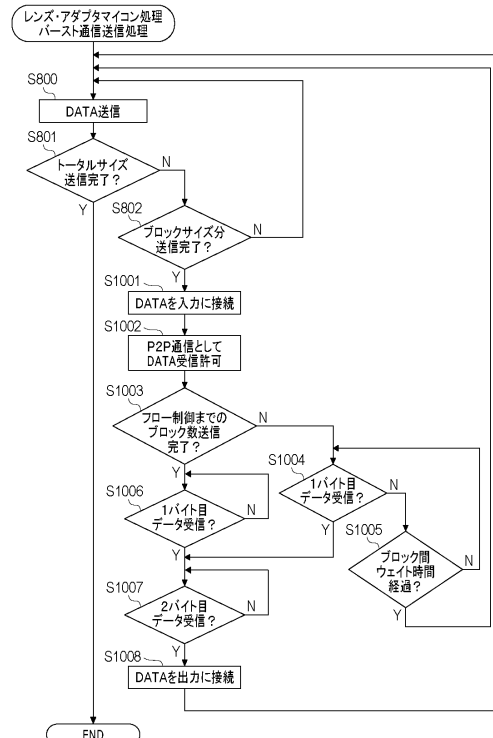 レンズ・アダプタマイコン処理
バースト通信送信処理
S800
DATA送信
S801
トータルサイズ
送信完了?
N
Y
S802
ブロックサイズ分
送信完了?
N
Y
S1001
DATAを入力に接続
S1002
P2P通信として
DATA受信許可
S1003
フロー制御までの
ブロック数送信
完了?
N
Y
S1004
1バイト目
データ受信?
N
Y
S1005
ブロック間
ウェイト時間
経過?
N
Y
S1006
1バイト目
データ受信?
N
Y
S1007
2バイト目
データ受信?
N
Y
S1008
DATAを出力に接続
END